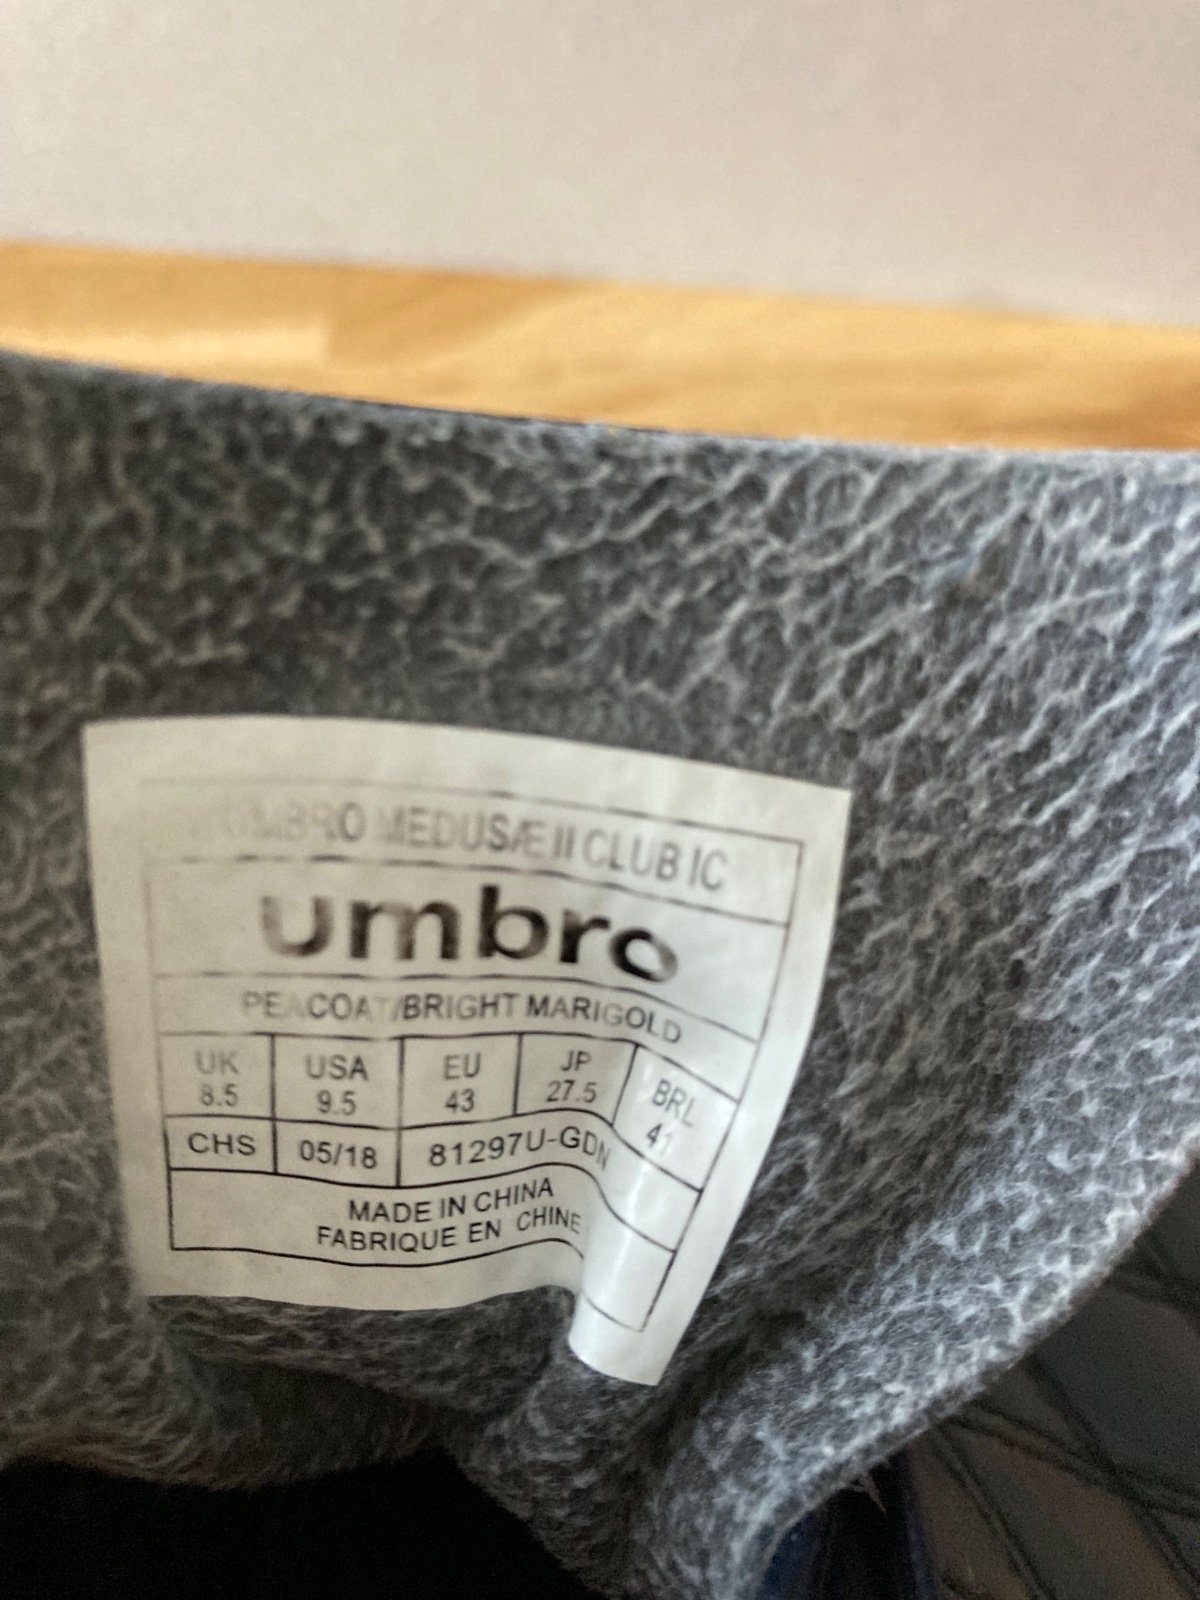 UMBRO MEDUSÆ II CLUB IC
umbro
PEACOAT/BRIGHT MARIGOLD
UK USA EU JP BRL
8.5 9.5 43 27.5 41
CHS 05/18 81297U-GDN
MADE IN CHINA
FABRIQUE EN CHINE